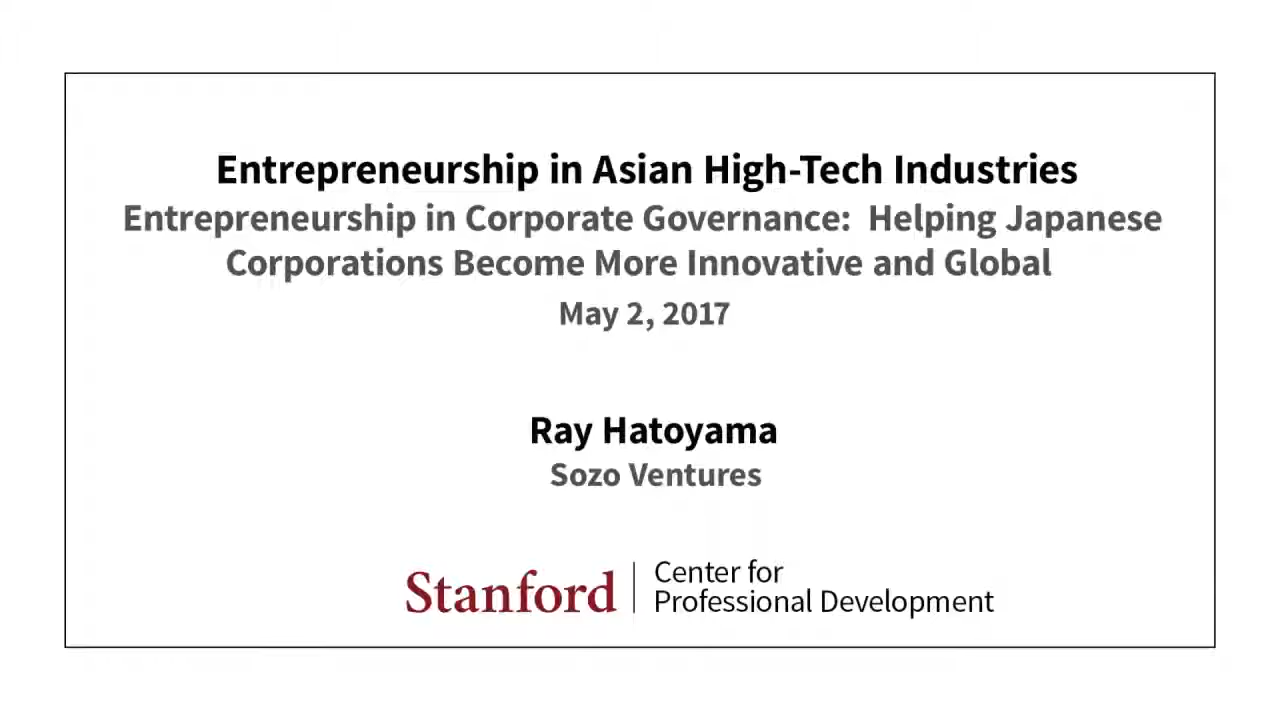 Entrepreneurship in Asian High-Tech Industries
Entrepreneurship in Corporate Governance:  Helping Japanese
Corporations Become More Innovative and Global
May 2, 2017
Ray Hatoyama
Sozo Ventures
Stanford
Center for
Professional Development